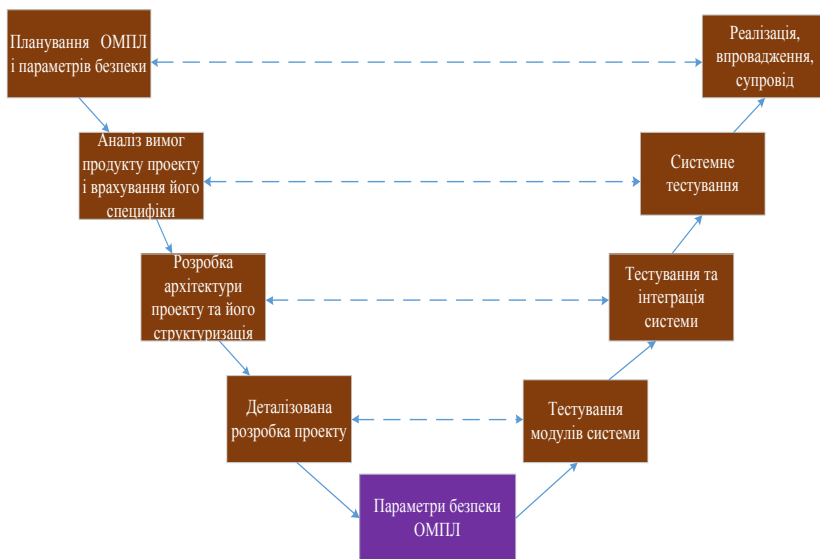 Планування ОМПЛ
і параметрів безпеки
Реалізація,
впровадження,
супровід
Аналіз вимог
продукту проекту
і врахування його
специфіки
Системне
тестування
Розробка
архітектури
проекту та його
структуризація
Тестування та
інтеграція
системи
Деталізована
розробка проекту
Тестування
модулів системи
Параметри безпеки
ОМПЛ